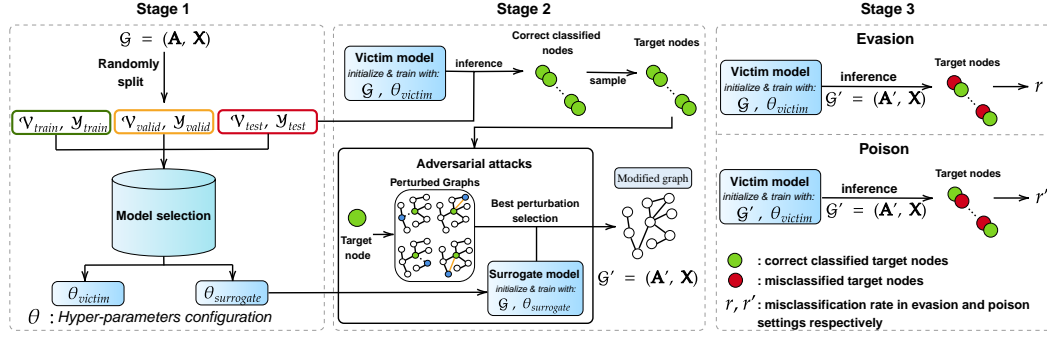 Stage 1
𝒢 = (𝐀, 𝐗)
Randomly
split
𝒱train, 𝒴train
𝒱valid, 𝒴valid
𝒱test, 𝒴test
Model selection
θvictim
θsurrogate
θ : Hyper-parameters configuration
Stage 2
Victim model
initialize & train with:
𝒢 , θvictim
inference
Correct classified
nodes
sample
Target nodes
Adversarial attacks
Perturbed Graphs
Target
node
Best perturbation
selection
Surrogate model
initialize & train with:
𝒢 , θsurrogate
Modified graph
𝒢′ = (𝐀′, 𝐗)
Stage 3
Evasion
Victim model
initialize & train with:
𝒢 , θvictim
inference
𝒢′ = (𝐀′, 𝐗)
Target nodes
r
Poison
Victim model
initialize & train with:
𝒢′ , θvictim
inference
𝒢′ = (𝐀′, 𝐗)
Target nodes
r′
: correct classified target nodes
: misclassified target nodes
r, r′ : misclassification rate in evasion and poison
settings respectively